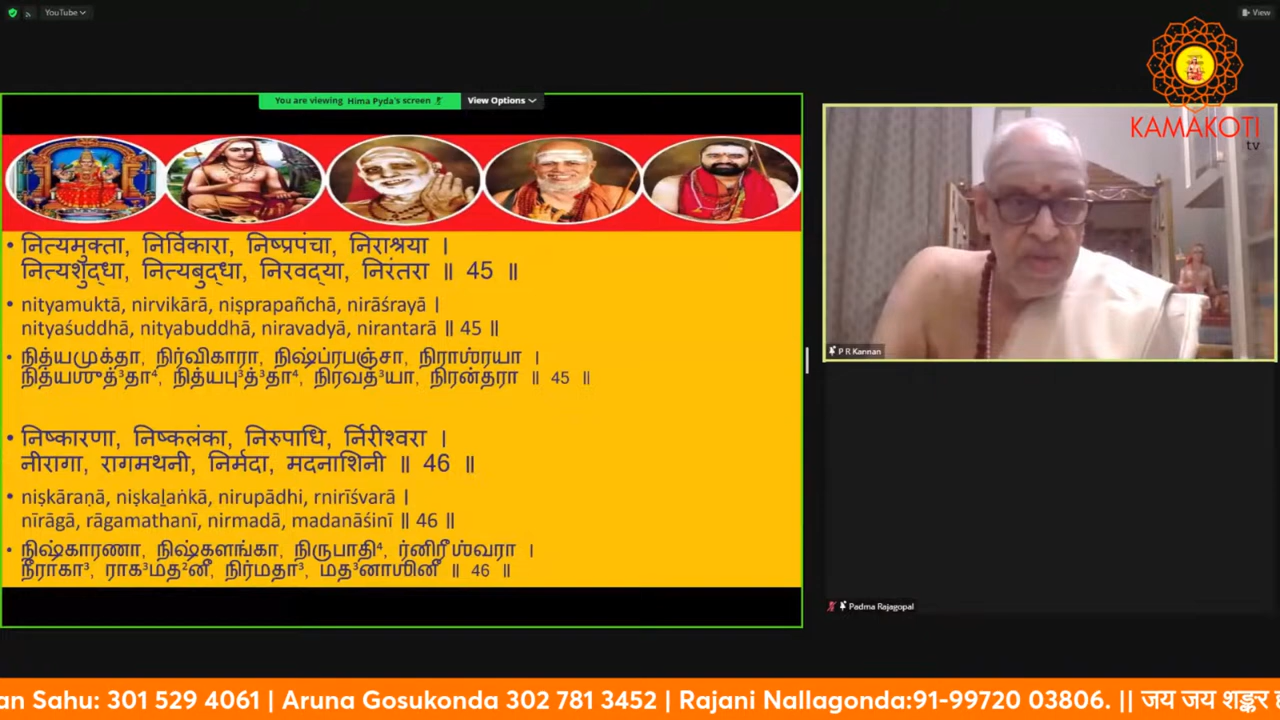 YouTube
View
KAMAKOTI
tv
You are viewing Hima Pyda's screen
View Options
• नित्यमुक्ता, निर्विकारा, निष्प्रपंचा, निराश्रया ।
नित्यशुद्धा, नित्यबुद्धा, निरवद्या, निरंतरा ॥ 45 ॥
• nityamuktā, nirvikārā, niṣprapañchā, nirāśrayā |
nityaśuddhā, nityabuddhā, niravadyā, nirantarā ‖ 45 ‖
• நித்யமுக்தா, நிர்விகாரா, நிஷ்ப்ரபஞ்சா, நிராஶ்ரயா ।
நித்யஶுத்³தா⁴, நித்யபு³த்³தா⁴, நிரவத்³யா, நிரன்தரா ॥ 45 ॥
• निष्कारणा, निष्कलंका, निरुपाधि, र्निरीश्वरा ।
नीरागा, रागमथनी, निर्मदा, मदनाशिनी ॥ 46 ॥
• niṣkāraṇā, niṣkaḻaṅkā, nirupādhi, rnirīśvarā |
nīrāgā, rāgamathanī, nirmadā, madanāśinī ‖ 46 ‖
• நிஷ்காரணா, நிஷ்களங்கா, நிருபாதி⁴, ர்னிரீஶ்வரா ।
நீராகா³, ராக³மத²னீ, நிர்மதா³, மத³னாஶினீ ॥ 46 ॥
P R Kannan
Padma Rajagopal
an Sahu: 301 529 4061 | Aruna Gosukonda 302 781 3452 | Rajani Nallagonda:91-99720 03806. || जय जय शङ्कर ह